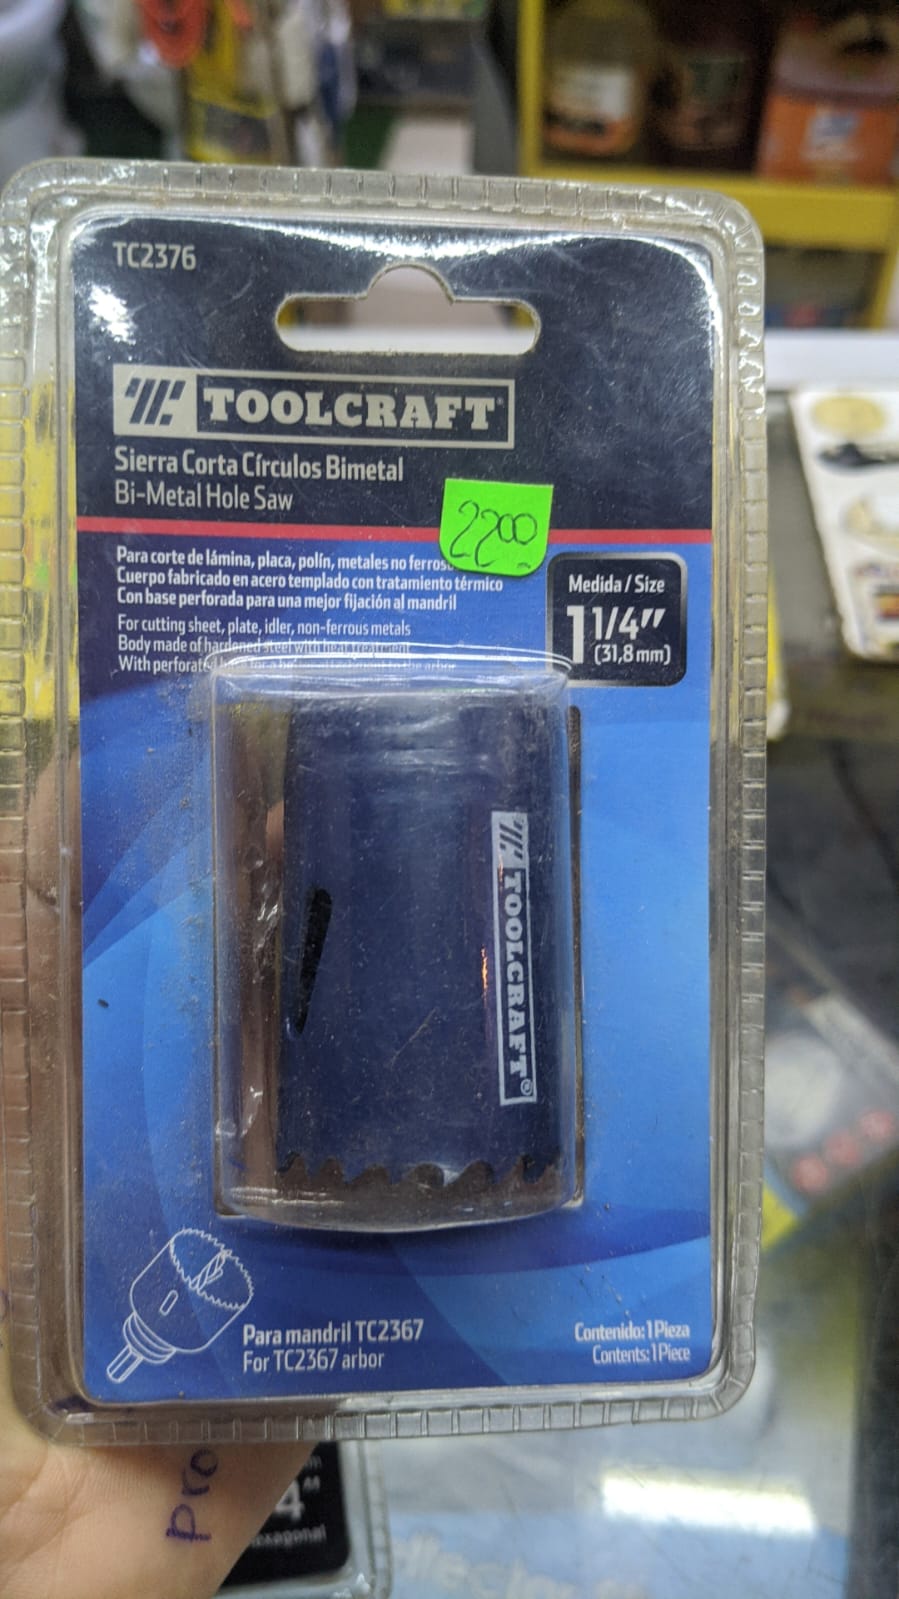 TC2376
TOOLCRAFT
Sierra Corta Círculos Bimetal
Bi-Metal Hole Saw
2200
Para corte de lámina, placa, polín, metales no
Cuerpo fabricado en acero templado con tratamiento térmico
Con base perforada para una mejor fijación al mandril
For cutting sheet, plate, idler, non-ferrous metals
Body made of hardened steel with heat treatment
With
Medida / Size
1 1/4"
(31,8 mm)
TOOLCRAFT®
Para mandril TC2367
For TC2367 arbor
Contenido: 1 Pieza
Contents: 1 Piece
Pro
4"